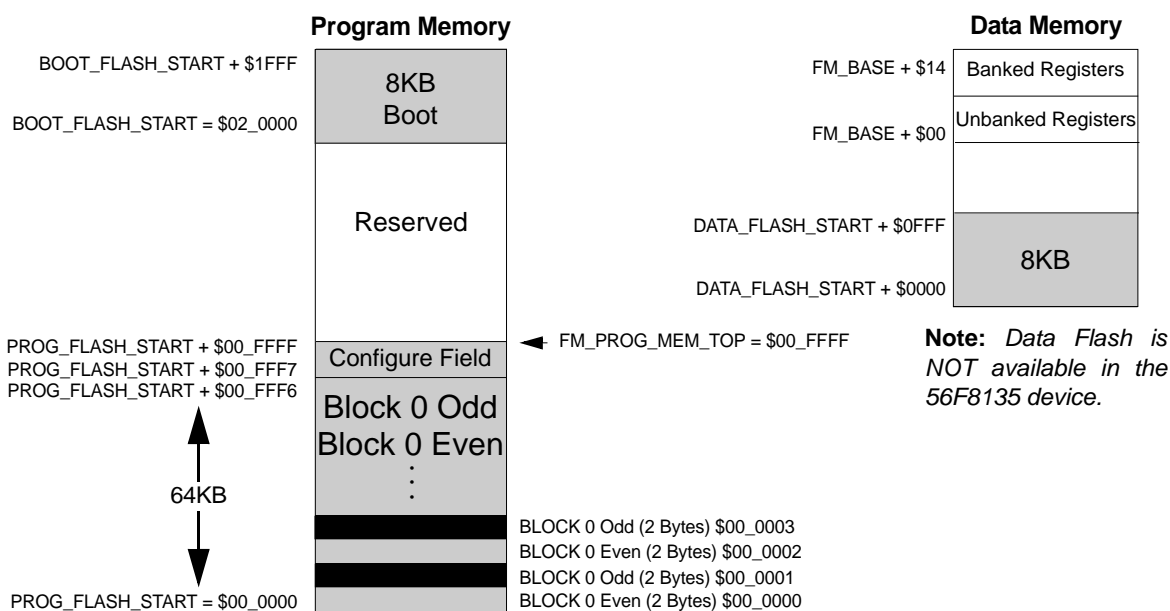 Program Memory
BOOT_FLASH_START + $1FFF
BOOT_FLASH_START = $02_0000
8KB
Boot
Reserved
PROG_FLASH_START + $00_FFFF
PROG_FLASH_START + $00_FFF7
PROG_FLASH_START + $00_FFF6
Configure Field
FM_PROG_MEM_TOP = $00_FFFF
Block 0 Odd
Block 0 Even
64KB
BLOCK 0 Odd (2 Bytes) $00_0003
BLOCK 0 Even (2 Bytes) $00_0002
BLOCK 0 Odd (2 Bytes) $00_0001
BLOCK 0 Even (2 Bytes) $00_0000
PROG_FLASH_START = $00_0000
Data Memory
FM_BASE + $14
Banked Registers
Unbanked Registers
FM_BASE + $00
DATA_FLASH_START + $0FFF
8KB
DATA_FLASH_START + $0000
Note: Data Flash is
NOT available in the
56F8135 device.